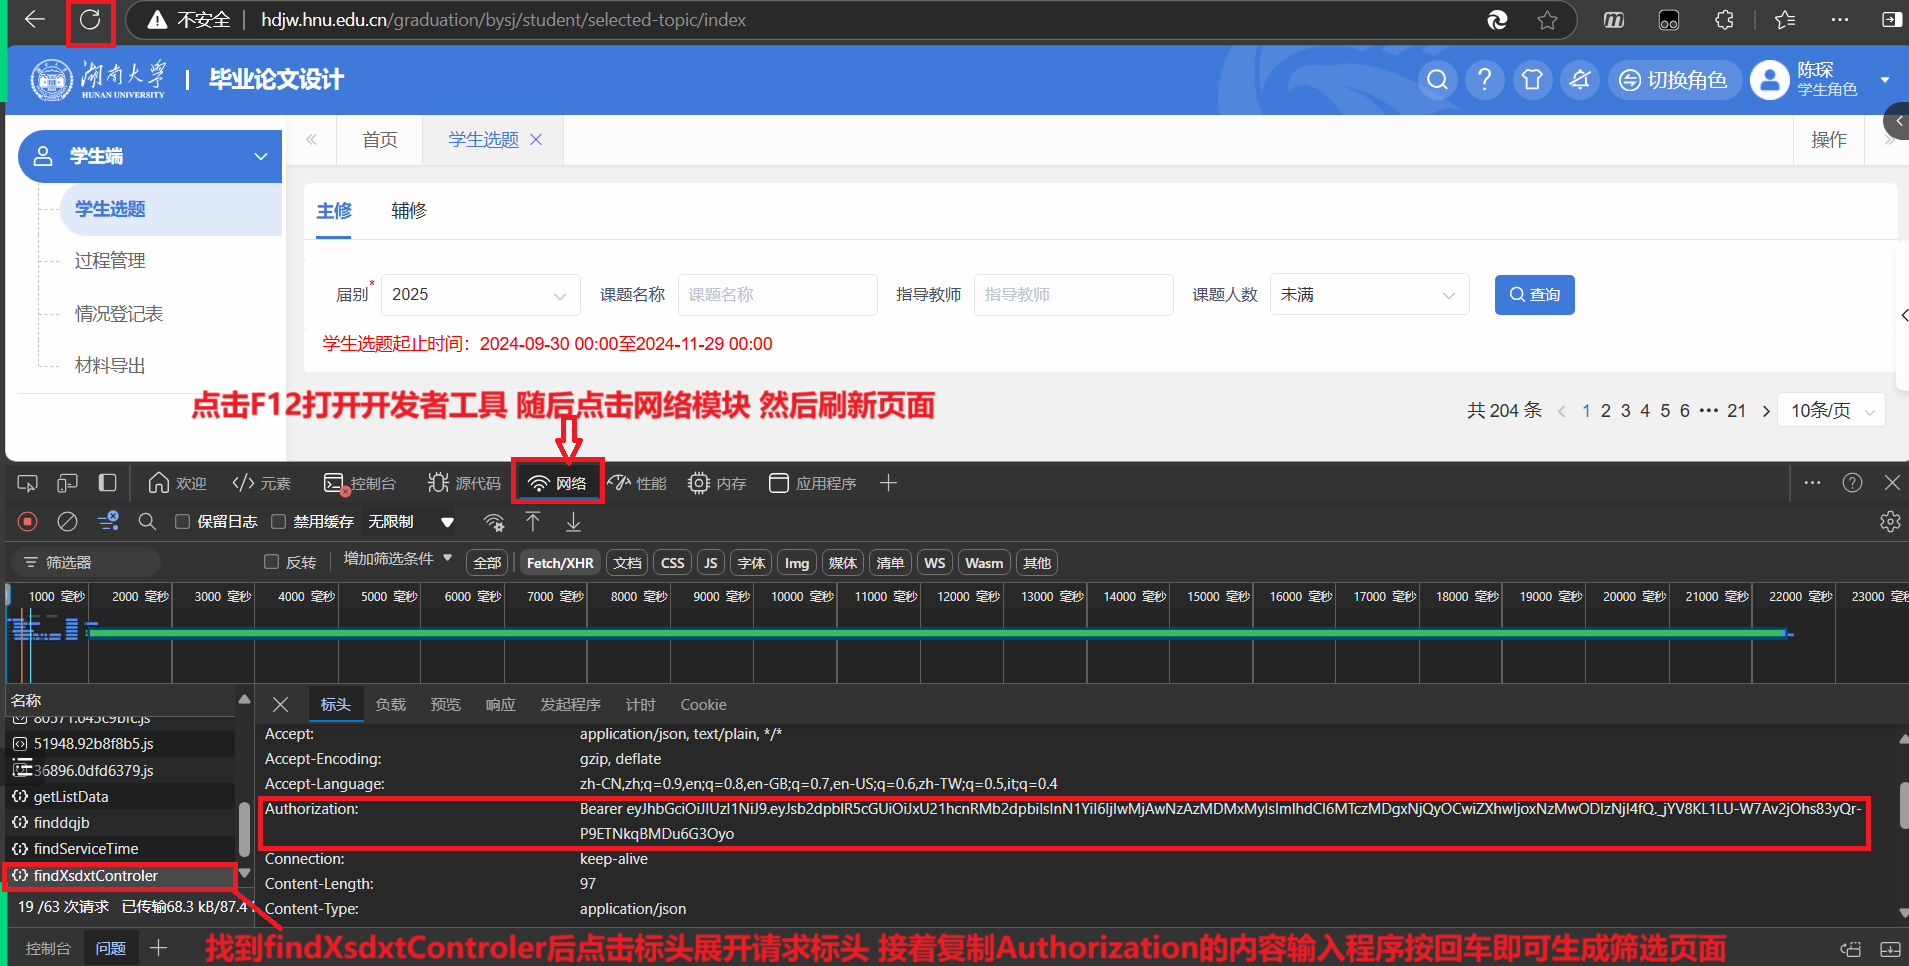 不安全 hdjw.hnu.edu.cn/graduation/bysj/student/selected-topic/index
湖南大学
HUNAN UNIVERSITY
毕业论文设计
切换角色
陈琛
学生角色
学生端
首页
学生选题
操作
学生选题
过程管理
情况登记表
材料导出
主修
辅修
届别* 2025
课题名称 课题名称
指导教师 指导教师
课题人数 未满
查询
学生选题起止时间：2024-09-30 00:00至2024-11-29 00:00
点击F12打开开发者工具 随后点击网络模块 然后刷新页面
共 204 条 1 2 3 4 5 6 ••• 21 10条/页
欢迎 元素 控制台 源代码 网络 性能 内存 应用程序
保留日志 禁用缓存 无限制
筛选器 反转 增加筛选条件 全部 Fetch/XHR 文档 CSS JS 字体 Img 媒体 清单 WS Wasm 其他
1000 毫秒 2000 毫秒 3000 毫秒 4000 毫秒 5000 毫秒 6000 毫秒 7000 毫秒 8000 毫秒 9000 毫秒 10000 毫秒 11000 毫秒 12000 毫秒 13000 毫秒 14000 毫秒 15000 毫秒 16000 毫秒 17000 毫秒 18000 毫秒 19000 毫秒 20000 毫秒 21000 毫秒 22000 毫秒 23000 毫秒
名称
51948.92b8f8b5.js
36896.0dfd6379.js
getListData
finddqjb
findServiceTime
findXsdxtControler
19 /63 次请求 已传输68.3 kB/87.4
标头 负载 预览 响应 发起程序 计时 Cookie
Accept: application/json, text/plain, */*
Accept-Encoding: gzip, deflate
Accept-Language: zh-CN,zh;q=0.9,en;q=0.8,en-GB;q=0.7,en-US;q=0.6,zh-TW;q=0.5,it;q=0.4
Authorization: Bearer
Connection: keep-alive
Content-Length: 97
Content-Type: application/json
控制台 问题
找到findXsdxtControler后点击标头展开请求标头 接着复制Authorization的内容输入程序按回车即可生成筛选页面